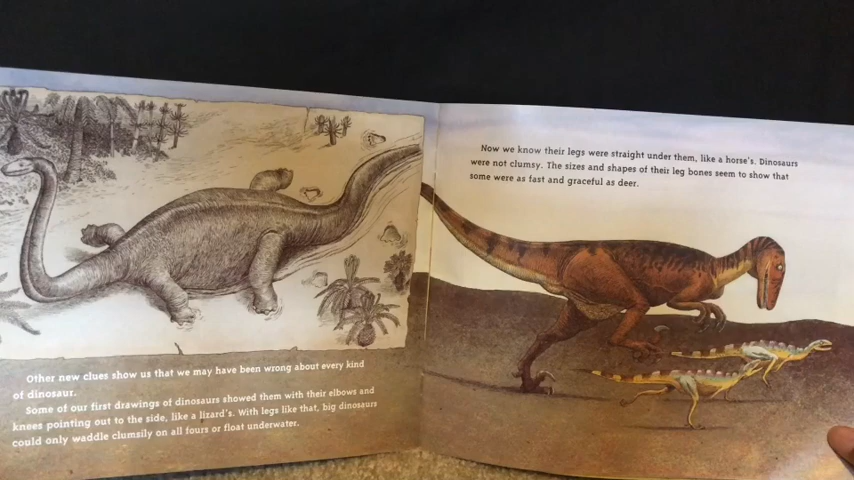 Other new clues show us that we may have been wrong about every kind
of dinosaur.
Some of our first drawings of dinosaurs showed them with their elbows and
knees pointing out to the side, like a lizard's. With legs like that, big dinosaurs
could only waddle clumsily on all fours or float underwater.
Now we know their legs were straight under them, like a horse's. Dinosaurs
were not clumsy. The sizes and shapes of their leg bones seem to show that
some were as fast and graceful as deer.